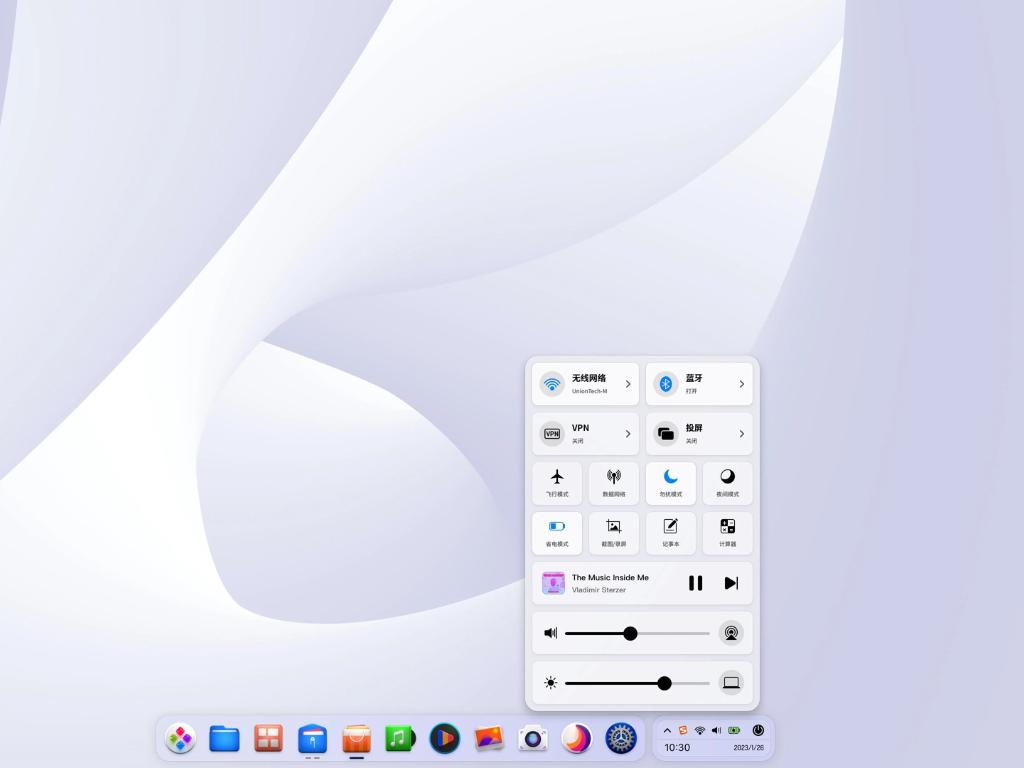 无线网络
UnionTech-M
蓝牙
打开
VPN
VPN
关闭
投屏
关闭
飞行模式
数据网络
勿扰模式
夜间模式
省电模式
截图/录屏
记事本
计算器
The Music Inside Me
Vladimir Sterzer
10:30
2023/1/26